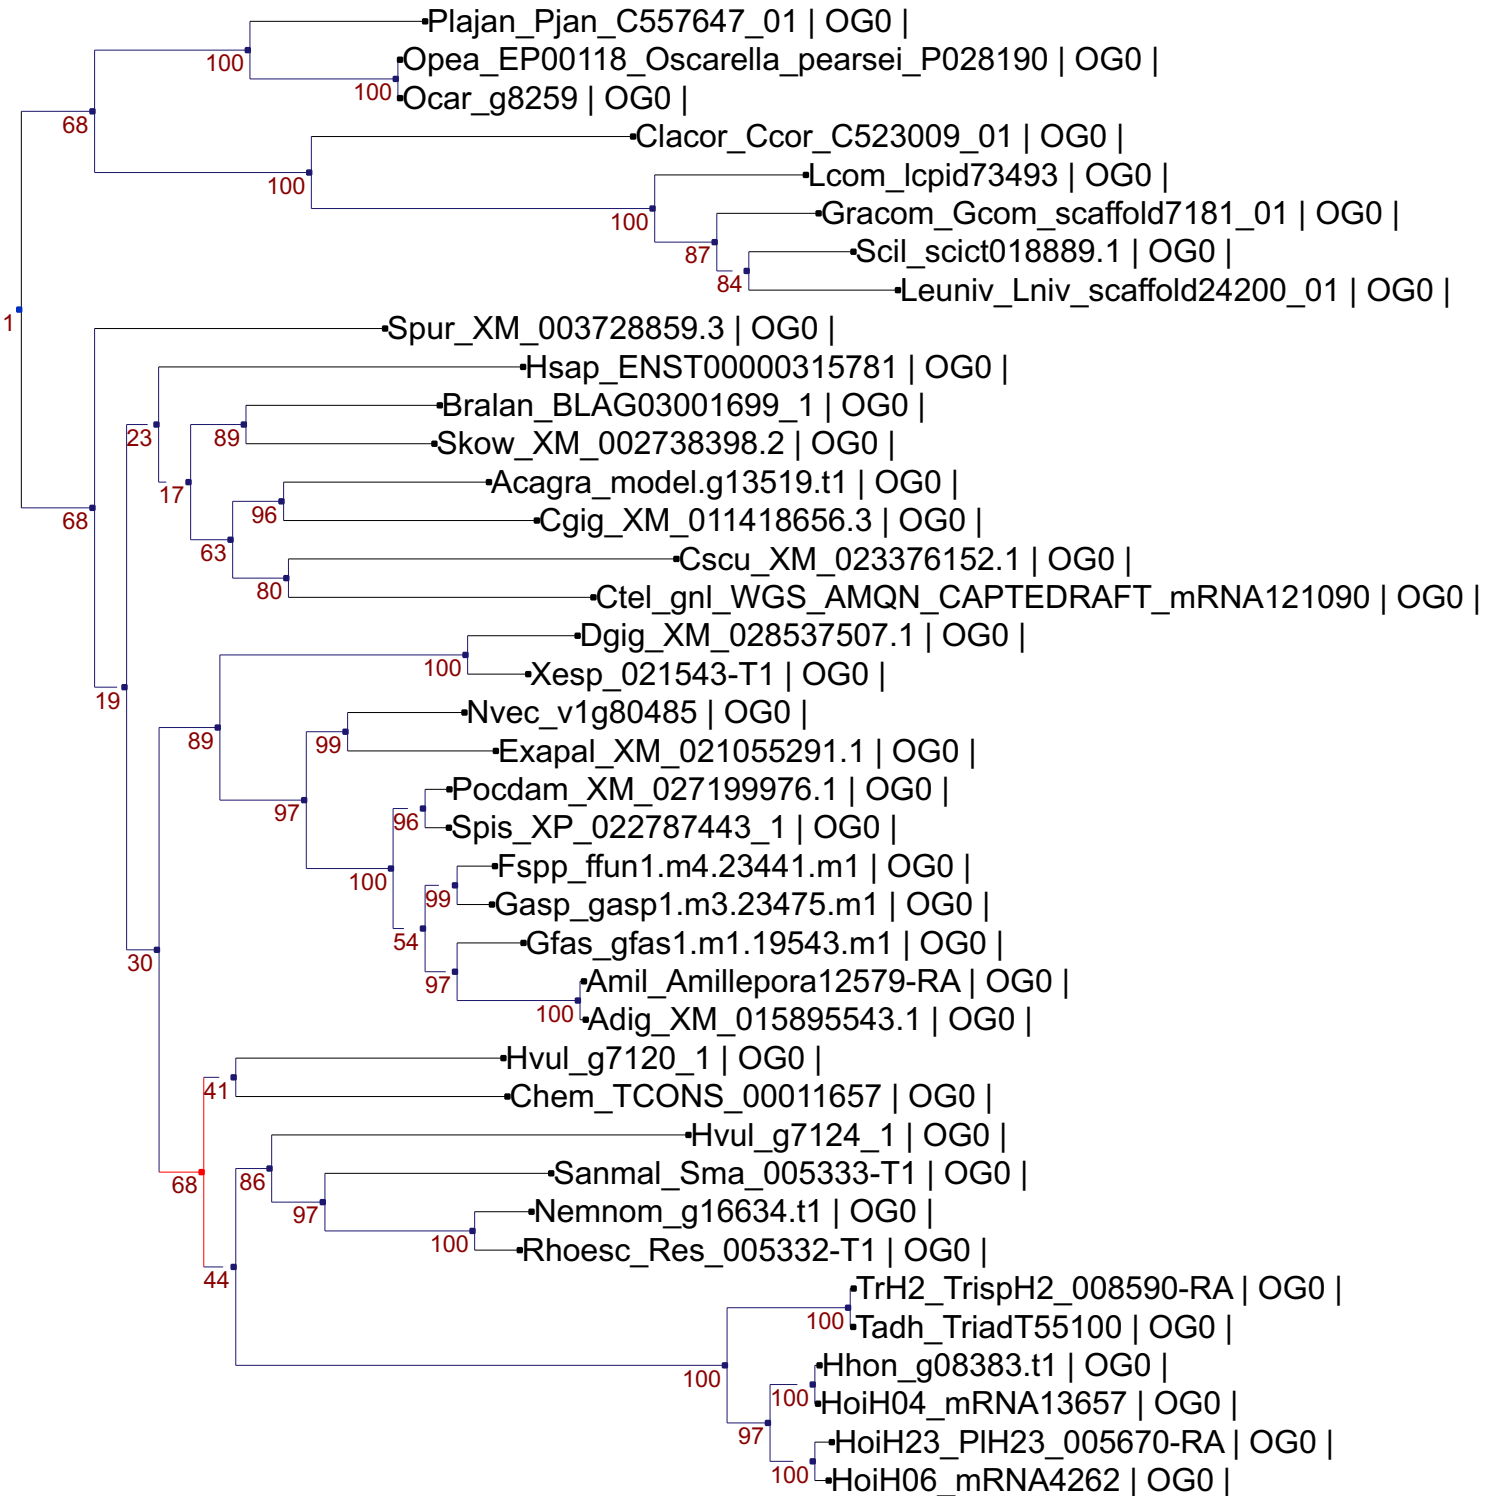 Plajan_Pjan_C557647_01 | OG0 |
100
Opea_EP00118_Oscarella_pearsei_P028190 | OG0 |
100
Ocar_g8259 | OG0 |
68
Clacor_Ccor_C523009_01 | OG0 |
100
Lcom_lcpid73493 | OG0 |
100
Gracom_Gcom_scaffold7181_01 | OG0 |
87
Scil_scict018889.1 | OG0 |
84
Leuniv_Lniv_scaffold24200_01 | OG0 |
1
Spur_XM_003728859.3 | OG0 |
68
Hsap_ENST00000315781 | OG0 |
23
Bralan_BLAG03001699_1 | OG0 |
89
Skow_XM_002738398.2 | OG0 |
17
Acagra_model.g13519.t1 | OG0 |
96
Cgig_XM_011418656.3 | OG0 |
63
Cscu_XM_023376152.1 | OG0 |
80
Ctel_gnl_WGS_AMQN_CAPTEDRAFT_mRNA121090 | OG0 |
19
Dgig_XM_028537507.1 | OG0 |
100
Xesp_021543-T1 | OG0 |
89
Nvec_v1g80485 | OG0 |
99
Exapal_XM_021055291.1 | OG0 |
97
Pocdam_XM_027199976.1 | OG0 |
96
Spis_XP_022787443_1 | OG0 |
100
Fspp_ffun1.m4.23441.m1 | OG0 |
99
Gasp_gasp1.m3.23475.m1 | OG0 |
54
Gfas_gfas1.m1.19543.m1 | OG0 |
97
Amil_Amillepora12579-RA | OG0 |
100
Adig_XM_015895543.1 | OG0 |
30
Hvul_g7120_1 | OG0 |
41
Chem_TCONS_00011657 | OG0 |
68
Hvul_g7124_1 | OG0 |
86
Sanmal_Sma_005333-T1 | OG0 |
97
Nemnom_g16634.t1 | OG0 |
100
Rhoesc_Res_005332-T1 | OG0 |
44
TrH2_TrispH2_008590-RA | OG0 |
100
Tadh_TriadT55100 | OG0 |
100
Hhon_g08383.t1 | OG0 |
100
HoiH04_mRNA13657 | OG0 |
97
HoiH23_PlH23_005670-RA | OG0 |
100
HoiH06_mRNA4262 | OG0 |